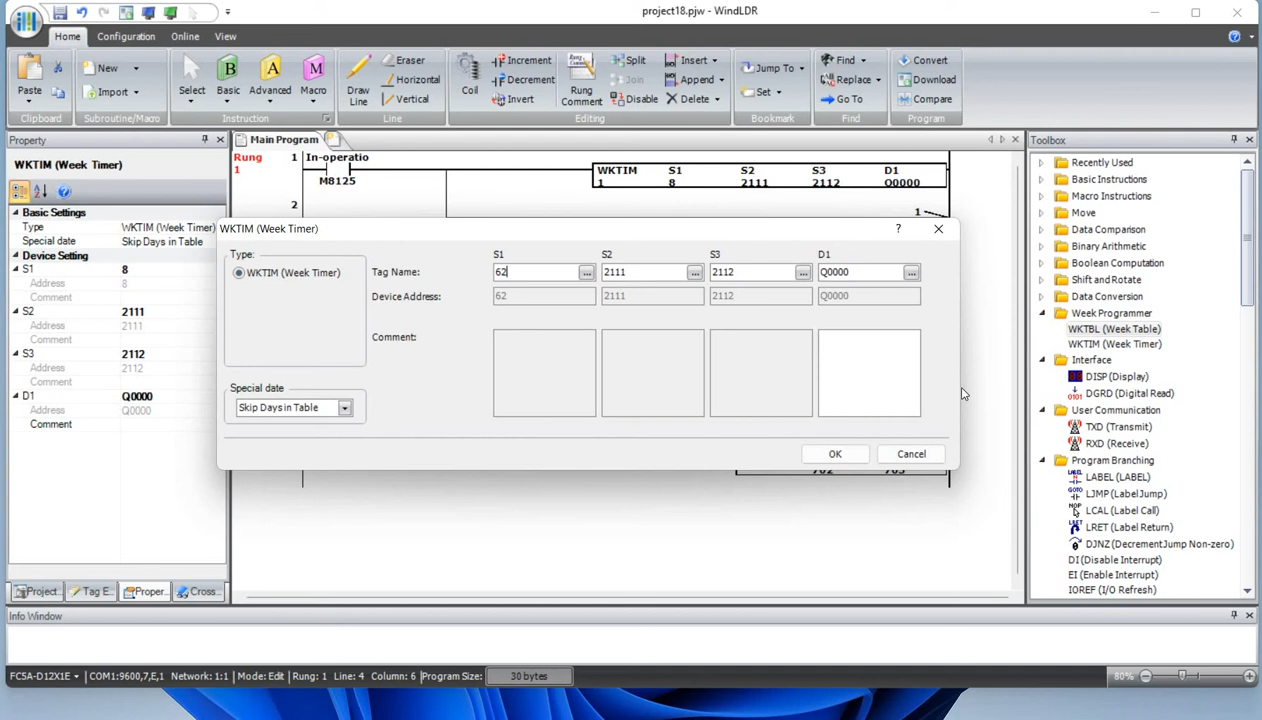 project18.pjw - WindLDR
Home Configuration Online View
Paste
Clipboard
New
Import
Subroutine/Macro
Select
B Basic
A Advanced
M Macro
Instruction
Draw Line
Eraser
Horizontal
Vertical
Line
Coil
Increment
Decrement
Invert
Rung Comment
Split
Join
Disable
Insert
Append
Delete
Editing
Jump To
Set
Bookmark
Find
Replace
Go To
Find
Convert
Download
Compare
Program
Property
WKTIM (Week Timer)
Basic Settings
Type WKTIM (Week Timer)
Special date Skip Days in Table
Device Setting
S1 8
Address 8
Comment
S2 2111
Address 2111
Comment
S3 2112
Address 2112
Comment
D1 Q0000
Address Q0000
Comment
Project Tag E... Proper... Cross...
Main Program
Rung 1
1 In-operatio
M8125
WKTIM S1 S2 S3 D1
1 8 2111 2112 Q0000
2
1
WKTIM (Week Timer)
Type:
WKTIM (Week Timer)
Special date
Skip Days in Table
S1 S2 S3 D1
Tag Name: 62 2111 2112 Q0000
Device Address: 62 2111 2112 Q0000
Comment:
OK Cancel
Toolbox
Recently Used
Basic Instructions
Macro Instructions
Move
Data Comparison
Binary Arithmetic
Boolean Computation
Shift and Rotate
Data Conversion
Week Programmer
WKTBL (Week Table)
WKTIM (Week Timer)
Interface
DISP (Display)
DGRD (Digital Read)
User Communication
TXD (Transmit)
RXD (Receive)
Program Branching
LABEL (LABEL)
LJMP (Label Jump)
LCAL (Label Call)
LRET (Label Return)
DJNZ (Decrement Jump Non-zero)
DI (Disable Interrupt)
EI (Enable Interrupt)
IOREF (I/O Refresh)
Info Window
FC5A-D12X1E COM1:9600,7,E,1 Network: 1:1 Mode: Edit Rung: 1 Line: 4 Column: 6 Program Size: 30 bytes 80%